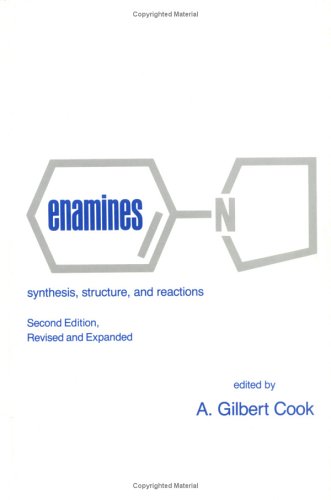 Copyrighted Material
enamines
N
synthesis, structure, and reactions
Second Edition,
Revised and Expanded
edited by
A. Gilbert Cook
Copyrighted Material